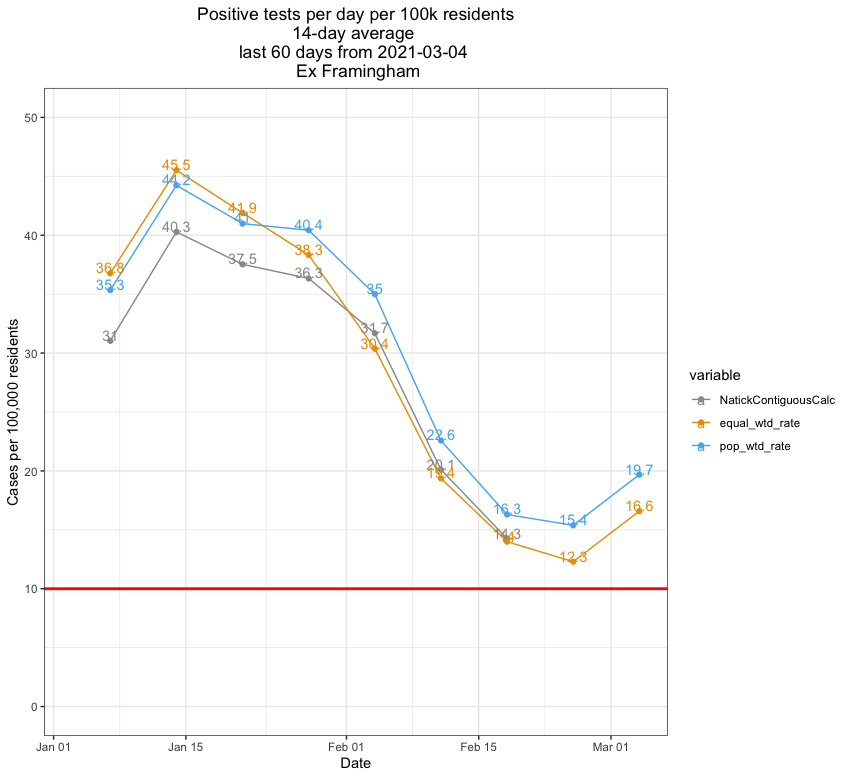 Positive tests per day per 100k residents
14-day average
last 60 days from 2021-03-04
Ex Framingham
Cases per 100,000 residents
50
40
30
20
10
0
36.8
35.3
31
45.5
44.2
40.3
41.9
41
37.5
40.4
38.3
36.3
35
31.7
30.4
22.6
20.1
19.4
16.3
14.3
14
15.4
12.3
19.7
16.6
Jan 01
Jan 15
Feb 01
Feb 15
Mar 01
Date
variable
a NatickContiguousCalc
a equal_wtd_rate
a pop_wtd_rate